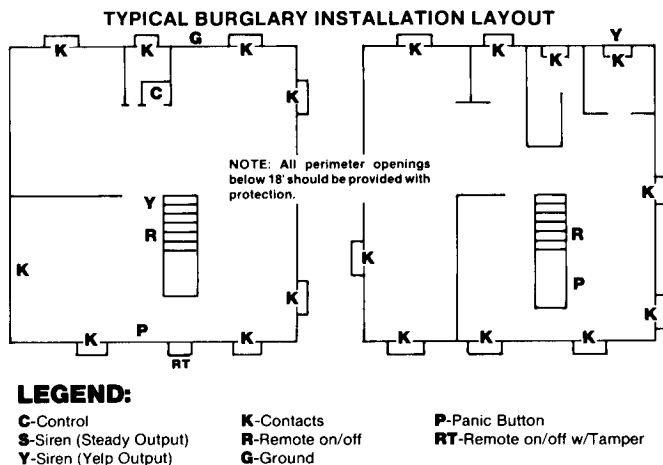 TYPICAL BURGLARY INSTALLATION LAYOUT
G Y
K K K K K K K
C
K
NOTE: All perimeter openings
below 18' should be provided with
protection.
K
Y
R R
K
K
P
K
K
P
K K K K K
RT
LEGEND:
C-Control K-Contacts P-Panic Button
S-Siren (Steady Output) R-Remote on/off RT-Remote on/off w/Tamper
Y-Siren (Yelp Output) G-Ground